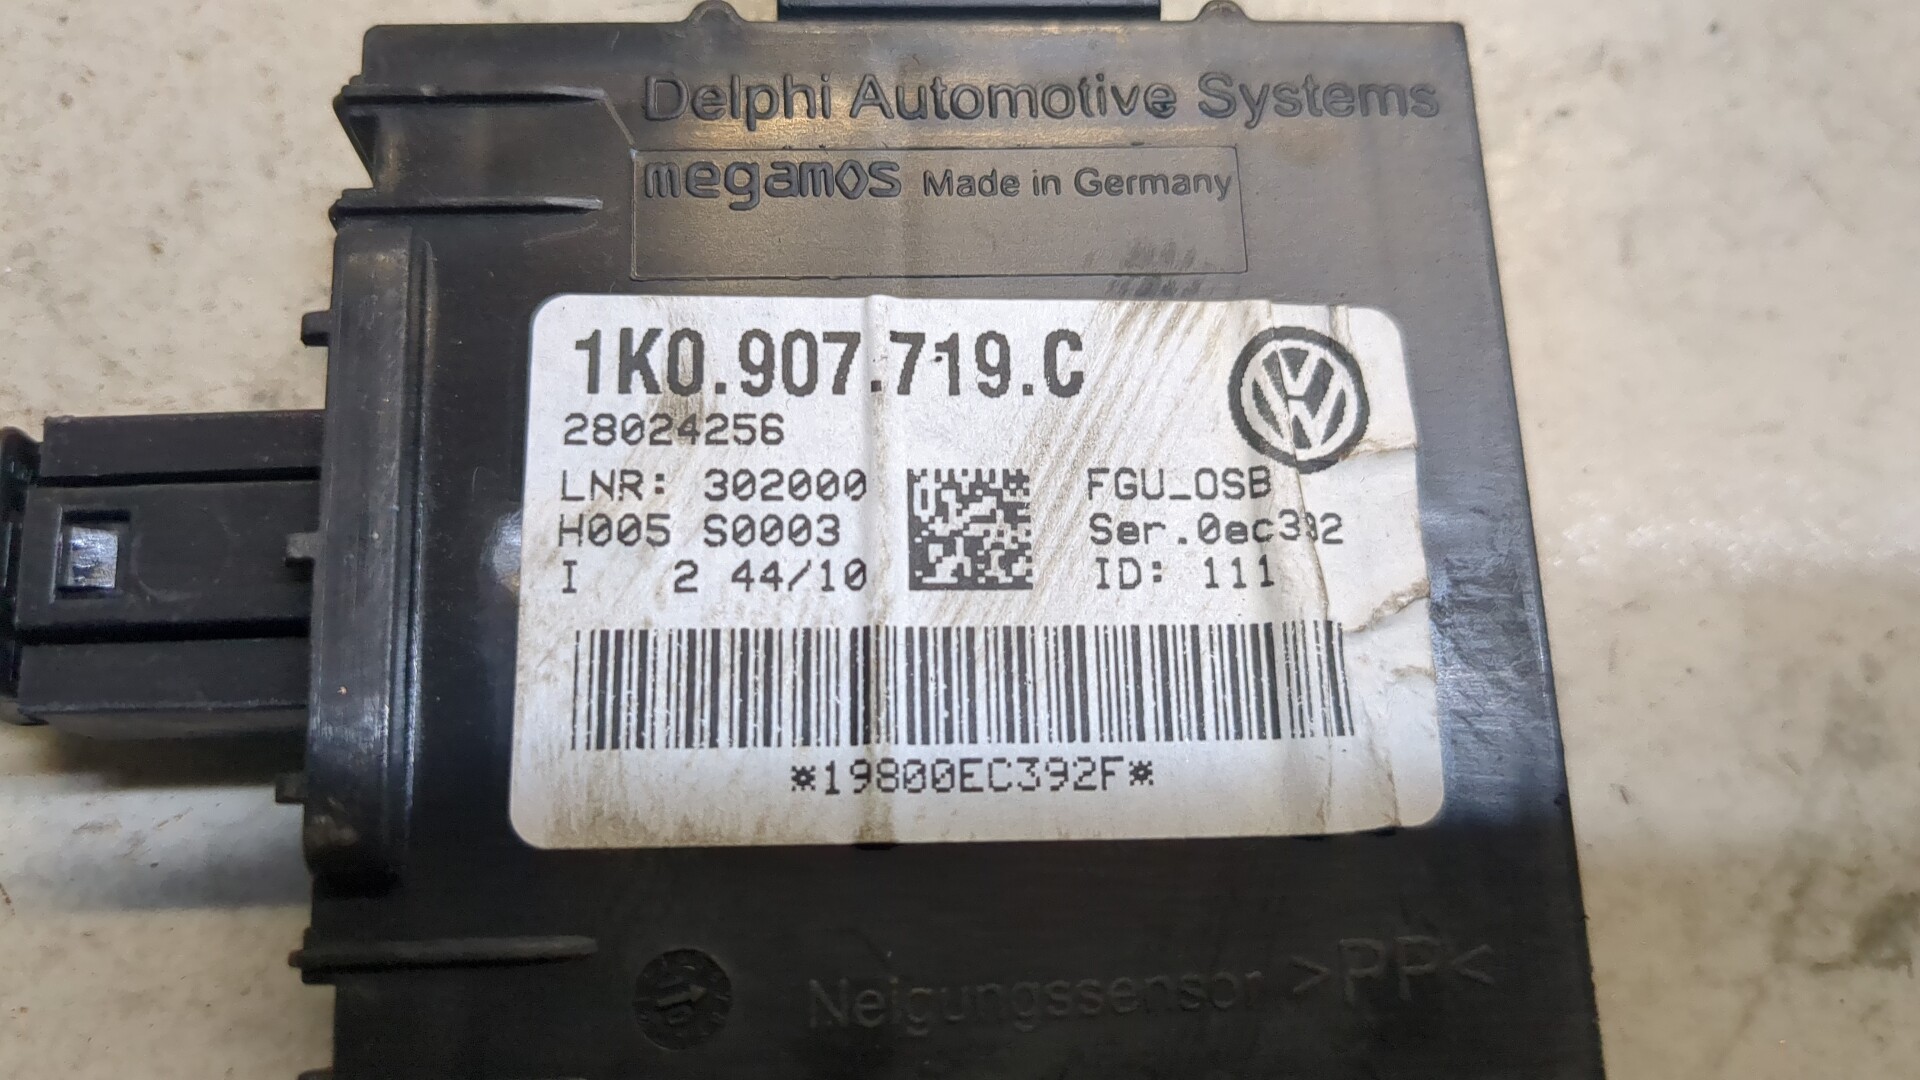 Delphi Automotive Systems
megamos Made in Germany
1K0.907.719.C
28024256
LNR: 302000
H005 S0003
I 2 44/10
FGU_OSB
Ser.0ec392
ID: 111
*19800EC392F*
Neigungssensor >PP<